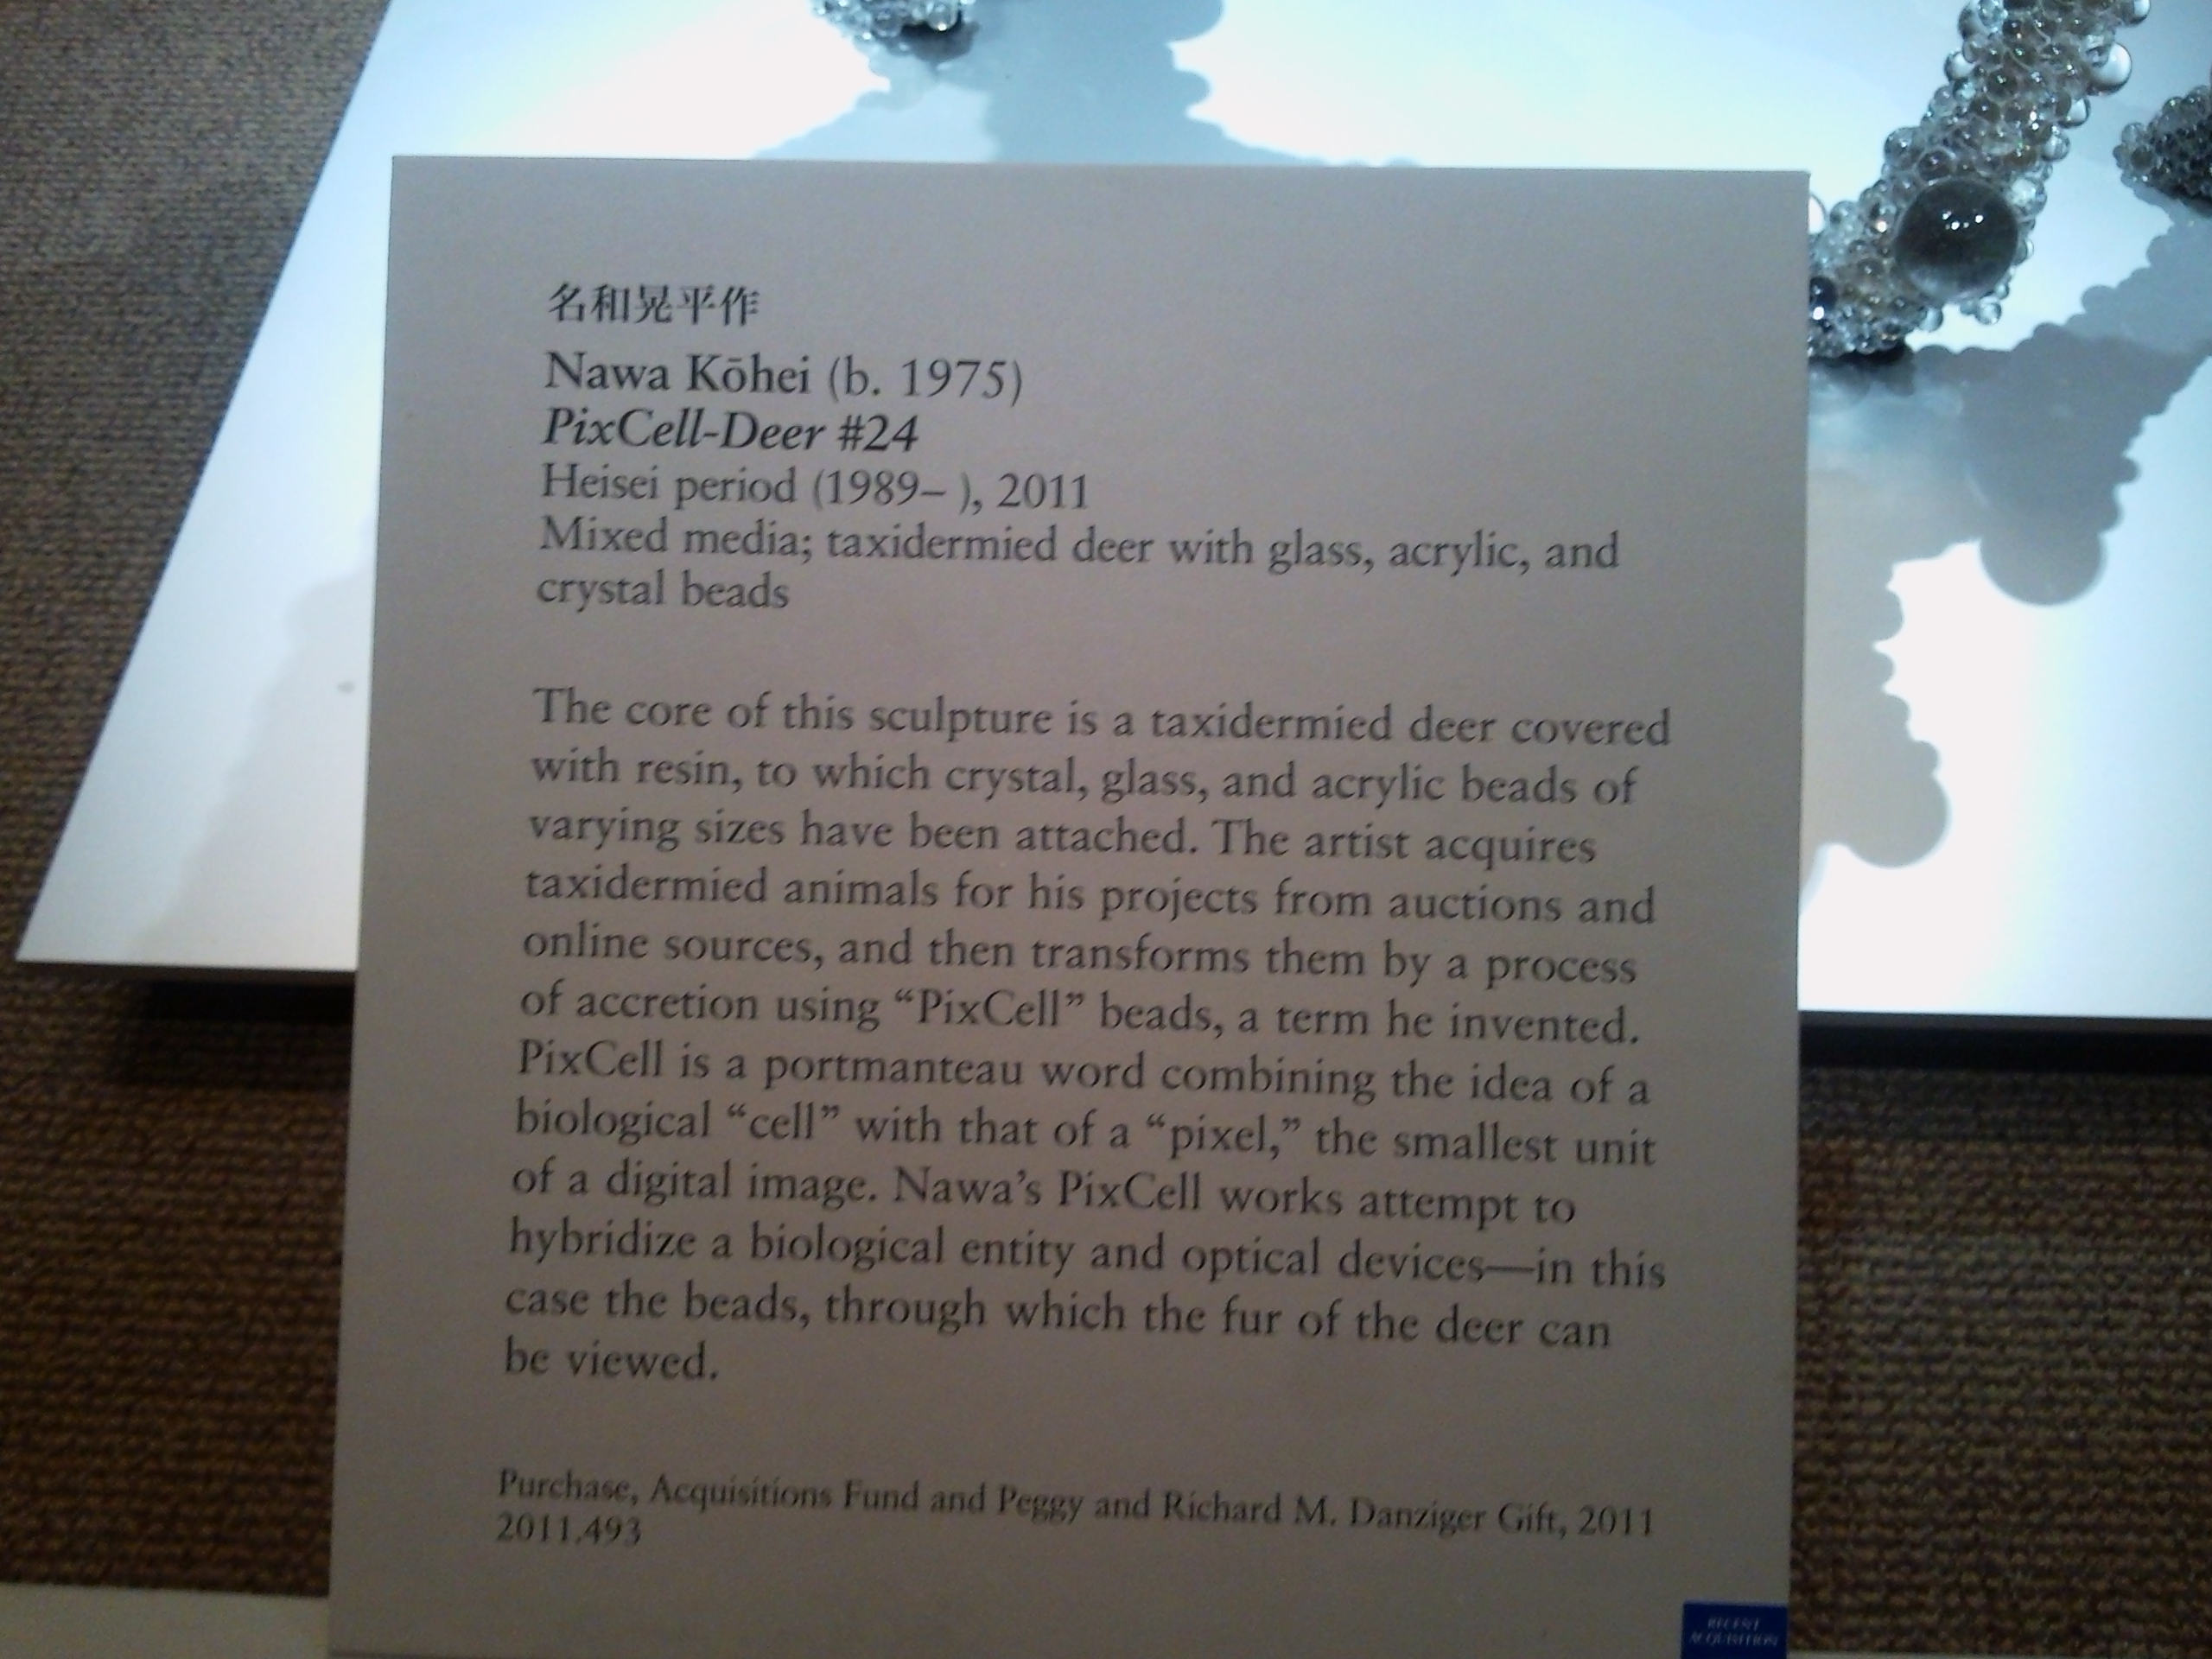 名和晃平作
Nawa Kōhei (b. 1975)
PixCell-Deer #24
Heisei period (1989– ), 2011
Mixed media; taxidermied deer with glass, acrylic, and
crystal beads
The core of this sculpture is a taxidermied deer covered
with resin, to which crystal, glass, and acrylic beads of
varying sizes have been attached. The artist acquires
taxidermied animals for his projects from auctions and
online sources, and then transforms them by a process
of accretion using “PixCell” beads, a term he invented.
PixCell is a portmanteau word combining the idea of a
biological “cell” with that of a “pixel,” the smallest unit
of a digital image. Nawa’s PixCell works attempt to
hybridize a biological entity and optical devices—in this
case the beads, through which the fur of the deer can
be viewed.
Purchase, Acquisitions Fund and Peggy and Richard M. Danziger Gift, 2011
2011.493
RECENT
ACQUISITION